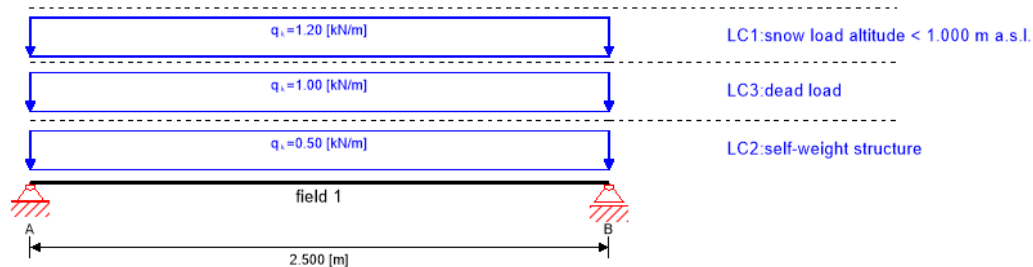 qk=1.20 [kN/m]
LC1:snow load altitude < 1.000 m a.s.l.
qk=1.00 [kN/m]
LC3:dead load
qk=0.50 [kN/m]
LC2:self-weight structure
field 1
A
B
2.500 [m]